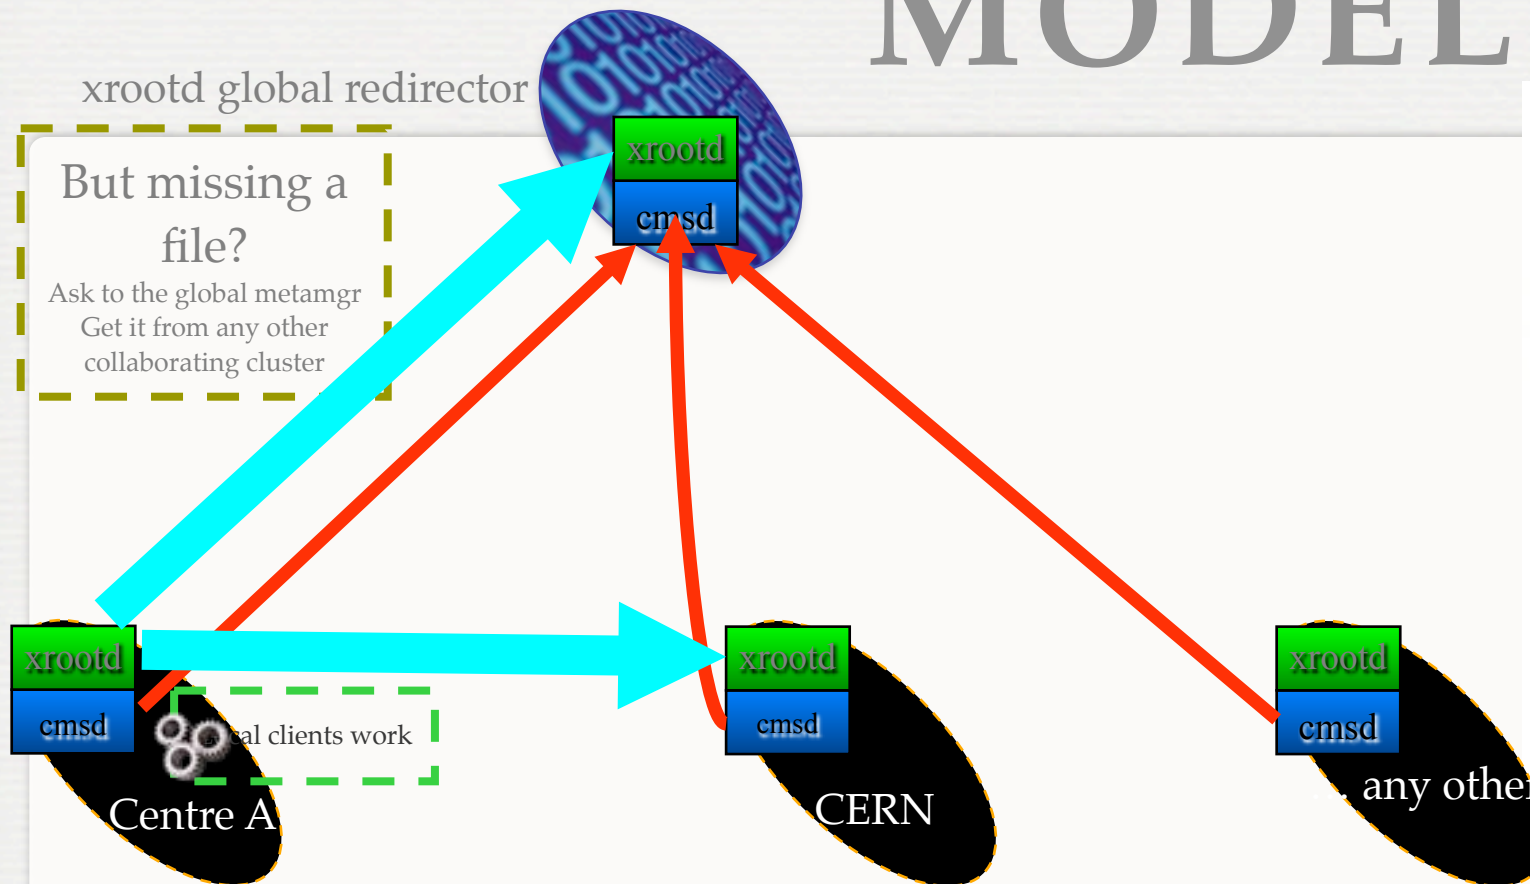 MODEL
xrootd global redirector
xrootd
cmsd
But missing a
file?
Ask to the global metamgr
Get it from any other
collaborating cluster
xrootd
cmsd
clients work
Centre A
xrootd
cmsd
CERN
xrootd
cmsd
.. any other